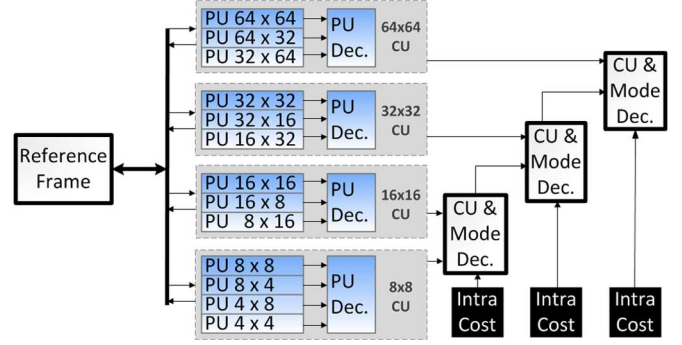 Reference
Frame
PU 64 x 64
PU 64 x 32
PU 32 x 64
PU
Dec.
64x64
CU
PU 32 x 32
PU 32 x 16
PU 16 x 32
PU
Dec.
32x32
CU
PU 16 x 16
PU 16 x 8
PU 8 x 16
PU
Dec.
16x16
CU
PU 8 x 8
PU 8 x 4
PU 4 x 8
PU 4 x 4
PU
Dec.
8x8
CU
CU &
Mode
Dec.
CU &
Mode
Dec.
CU &
Mode
Dec.
Intra
Cost
Intra
Cost
Intra
Cost